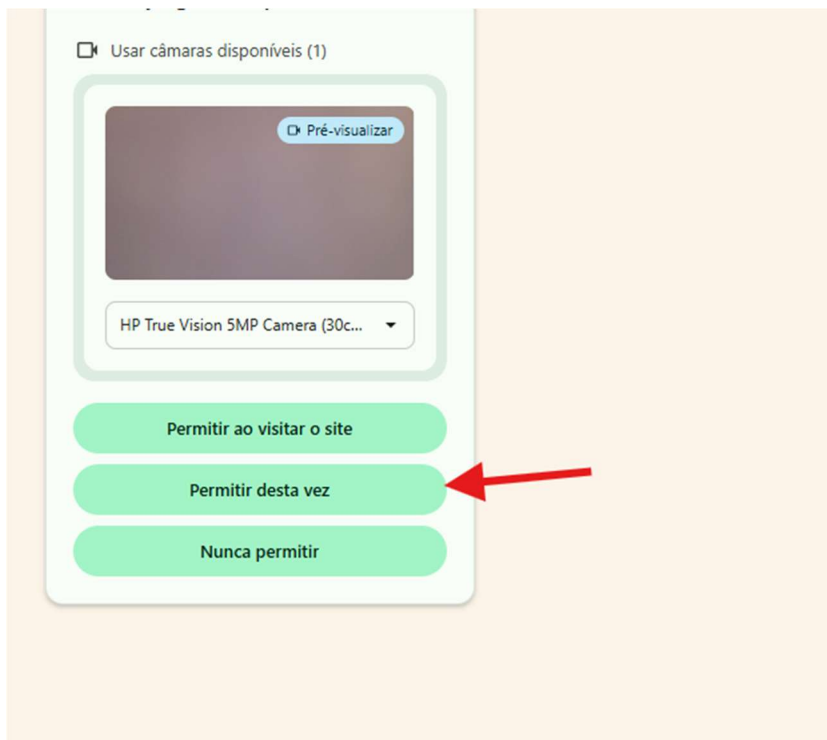 Usar câmaras disponíveis (1)
Pré-visualizar
HP True Vision 5MP Camera (30c...
Permitir ao visitar o site
Permitir desta vez
Nunca permitir